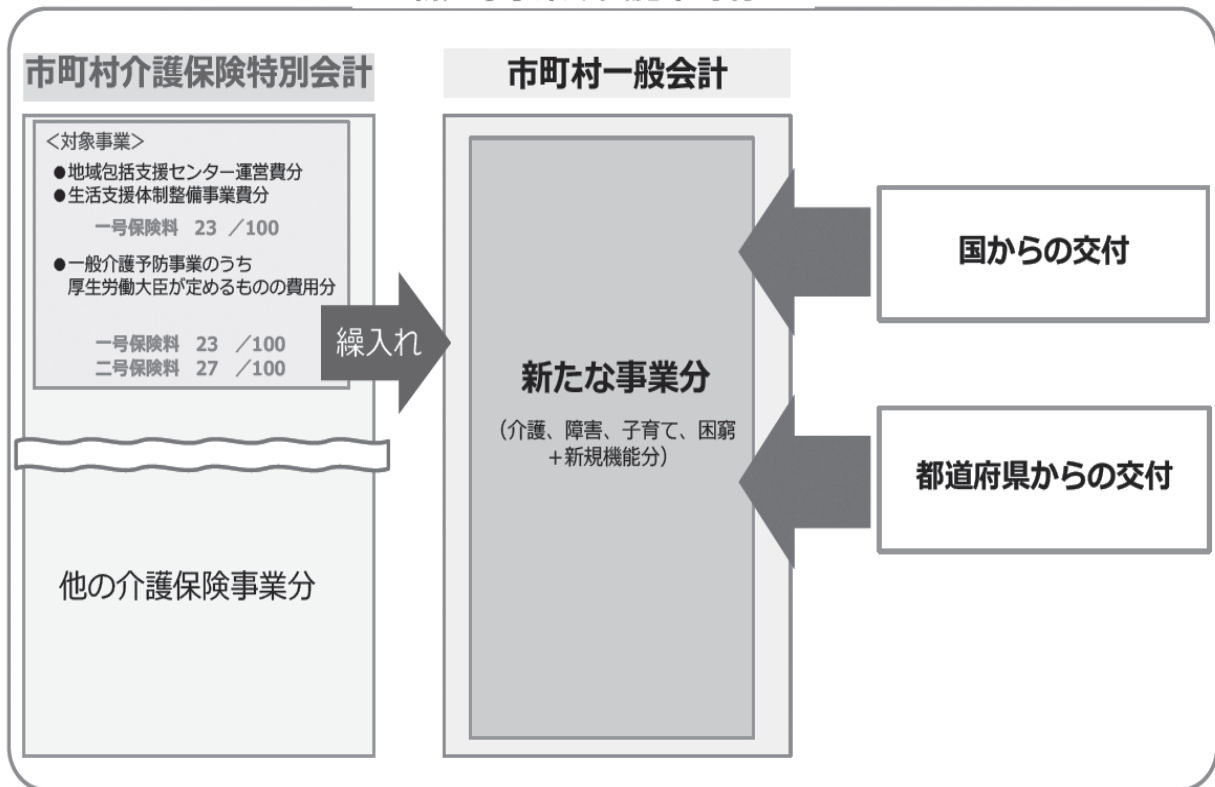 市町村介護保険特別会計
<対象事業>
●地域包括支援センター運営費分
●生活支援体制整備事業費分
一号保険料 23 /100
●一般介護予防事業のうち
厚生労働大臣が定めるものの費用分
一号保険料 23 /100
二号保険料 27 /100
他の介護保険事業分
繰入れ
市町村一般会計
新たな事業分
(介護、障害、子育て、困窮
+新規機能分)
国からの交付
都道府県からの交付